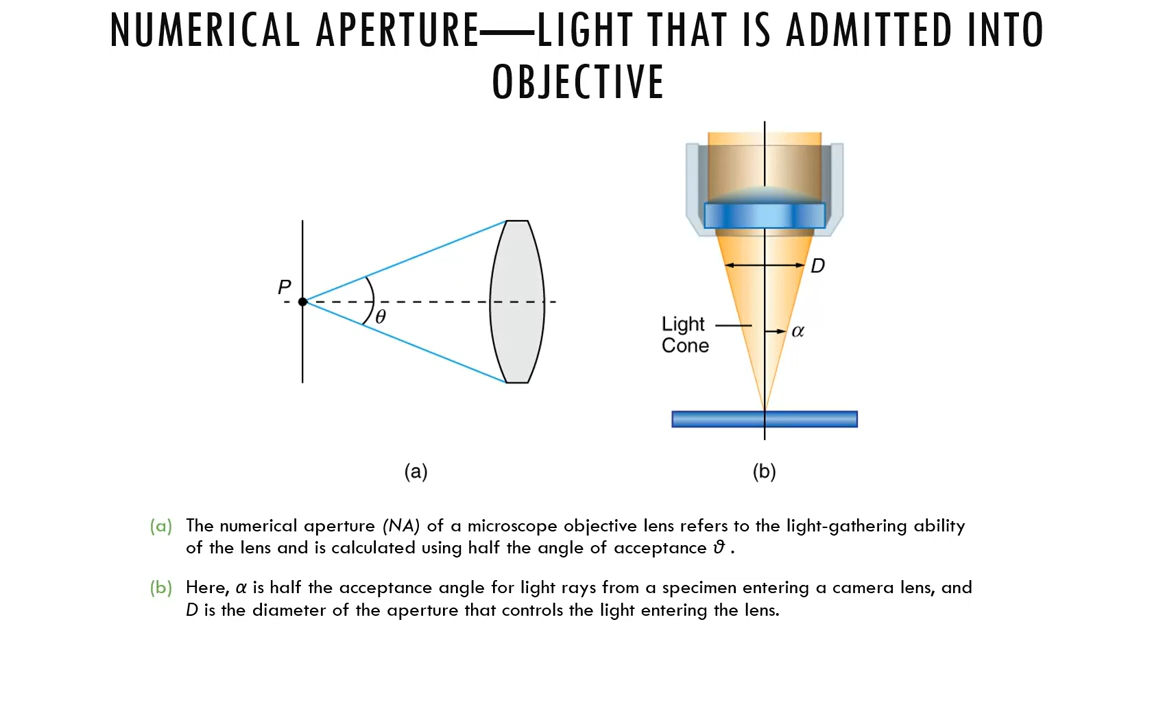 NUMERICAL APERTURE—LIGHT THAT IS ADMITTED INTO
OBJECTIVE
P
θ
(a)
D
Light
Cone
α
(b)
(a) The numerical aperture (NA) of a microscope objective lens refers to the light-gathering ability
of the lens and is calculated using half the angle of acceptance ϑ .
(b) Here, α is half the acceptance angle for light rays from a specimen entering a camera lens, and
D is the diameter of the aperture that controls the light entering the lens.